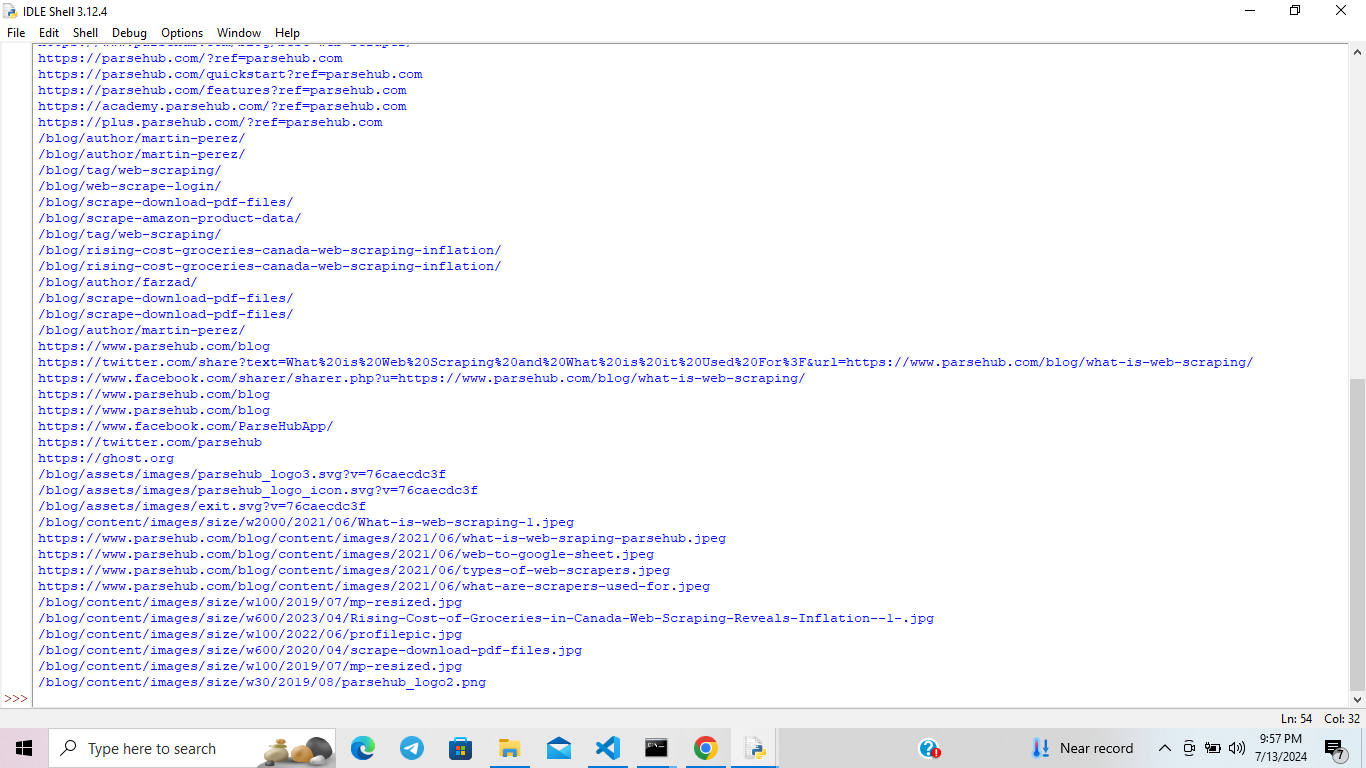 IDLE Shell 3.12.4
File Edit Shell Debug Options Window Help
https://parsehub.com/?ref=parsehub.com
https://parsehub.com/quickstart?ref=parsehub.com
https://parsehub.com/features?ref=parsehub.com
https://academy.parsehub.com/?ref=parsehub.com
https://plus.parsehub.com/?ref=parsehub.com
/blog/author/martin-perez/
/blog/author/martin-perez/
/blog/tag/web-scraping/
/blog/web-scrape-login/
/blog/scrape-download-pdf-files/
/blog/scrape-amazon-product-data/
/blog/tag/web-scraping/
/blog/rising-cost-groceries-canada-web-scraping-inflation/
/blog/rising-cost-groceries-canada-web-scraping-inflation/
/blog/author/farzad/
/blog/scrape-download-pdf-files/
/blog/scrape-download-pdf-files/
/blog/author/martin-perez/
https://www.parsehub.com/blog
https://twitter.com/share?text=What%20is%20Web%20Scraping%20and%20What%20is%20it%20Used%20For%3F&url=https://www.parsehub.com/blog/what-is-web-scraping/
https://www.facebook.com/sharer/sharer.php?u=https://www.parsehub.com/blog/what-is-web-scraping/
https://www.parsehub.com/blog
https://www.parsehub.com/blog
https://www.facebook.com/ParseHubApp/
https://twitter.com/parsehub
https://ghost.org
/blog/assets/images/parsehub_logo3.svg?v=76caecdc3f
/blog/assets/images/parsehub_logo_icon.svg?v=76caecdc3f
/blog/assets/images/exit.svg?v=76caecdc3f
/blog/content/images/size/w2000/2021/06/What-is-web-scraping-1.jpeg
https://www.parsehub.com/blog/content/images/2021/06/what-is-web-sraping-parsehub.jpeg
https://www.parsehub.com/blog/content/images/2021/06/web-to-google-sheet.jpeg
https://www.parsehub.com/blog/content/images/2021/06/types-of-web-scrapers.jpeg
https://www.parsehub.com/blog/content/images/2021/06/what-are-scrapers-used-for.jpeg
/blog/content/images/size/w100/2019/07/mp-resized.jpg
/blog/content/images/size/w600/2023/04/Rising-Cost-of-Groceries-in-Canada-Web-Scraping-Reveals-Inflation--1-.jpg
/blog/content/images/size/w100/2022/06/profilepic.jpg
/blog/content/images/size/w600/2020/04/scrape-download-pdf-files.jpg
/blog/content/images/size/w100/2019/07/mp-resized.jpg
/blog/content/images/size/w30/2019/08/parsehub_logo2.png
>>>
Ln: 54 Col: 32
Type here to search
Near record
9:57 PM
7/13/2024
7